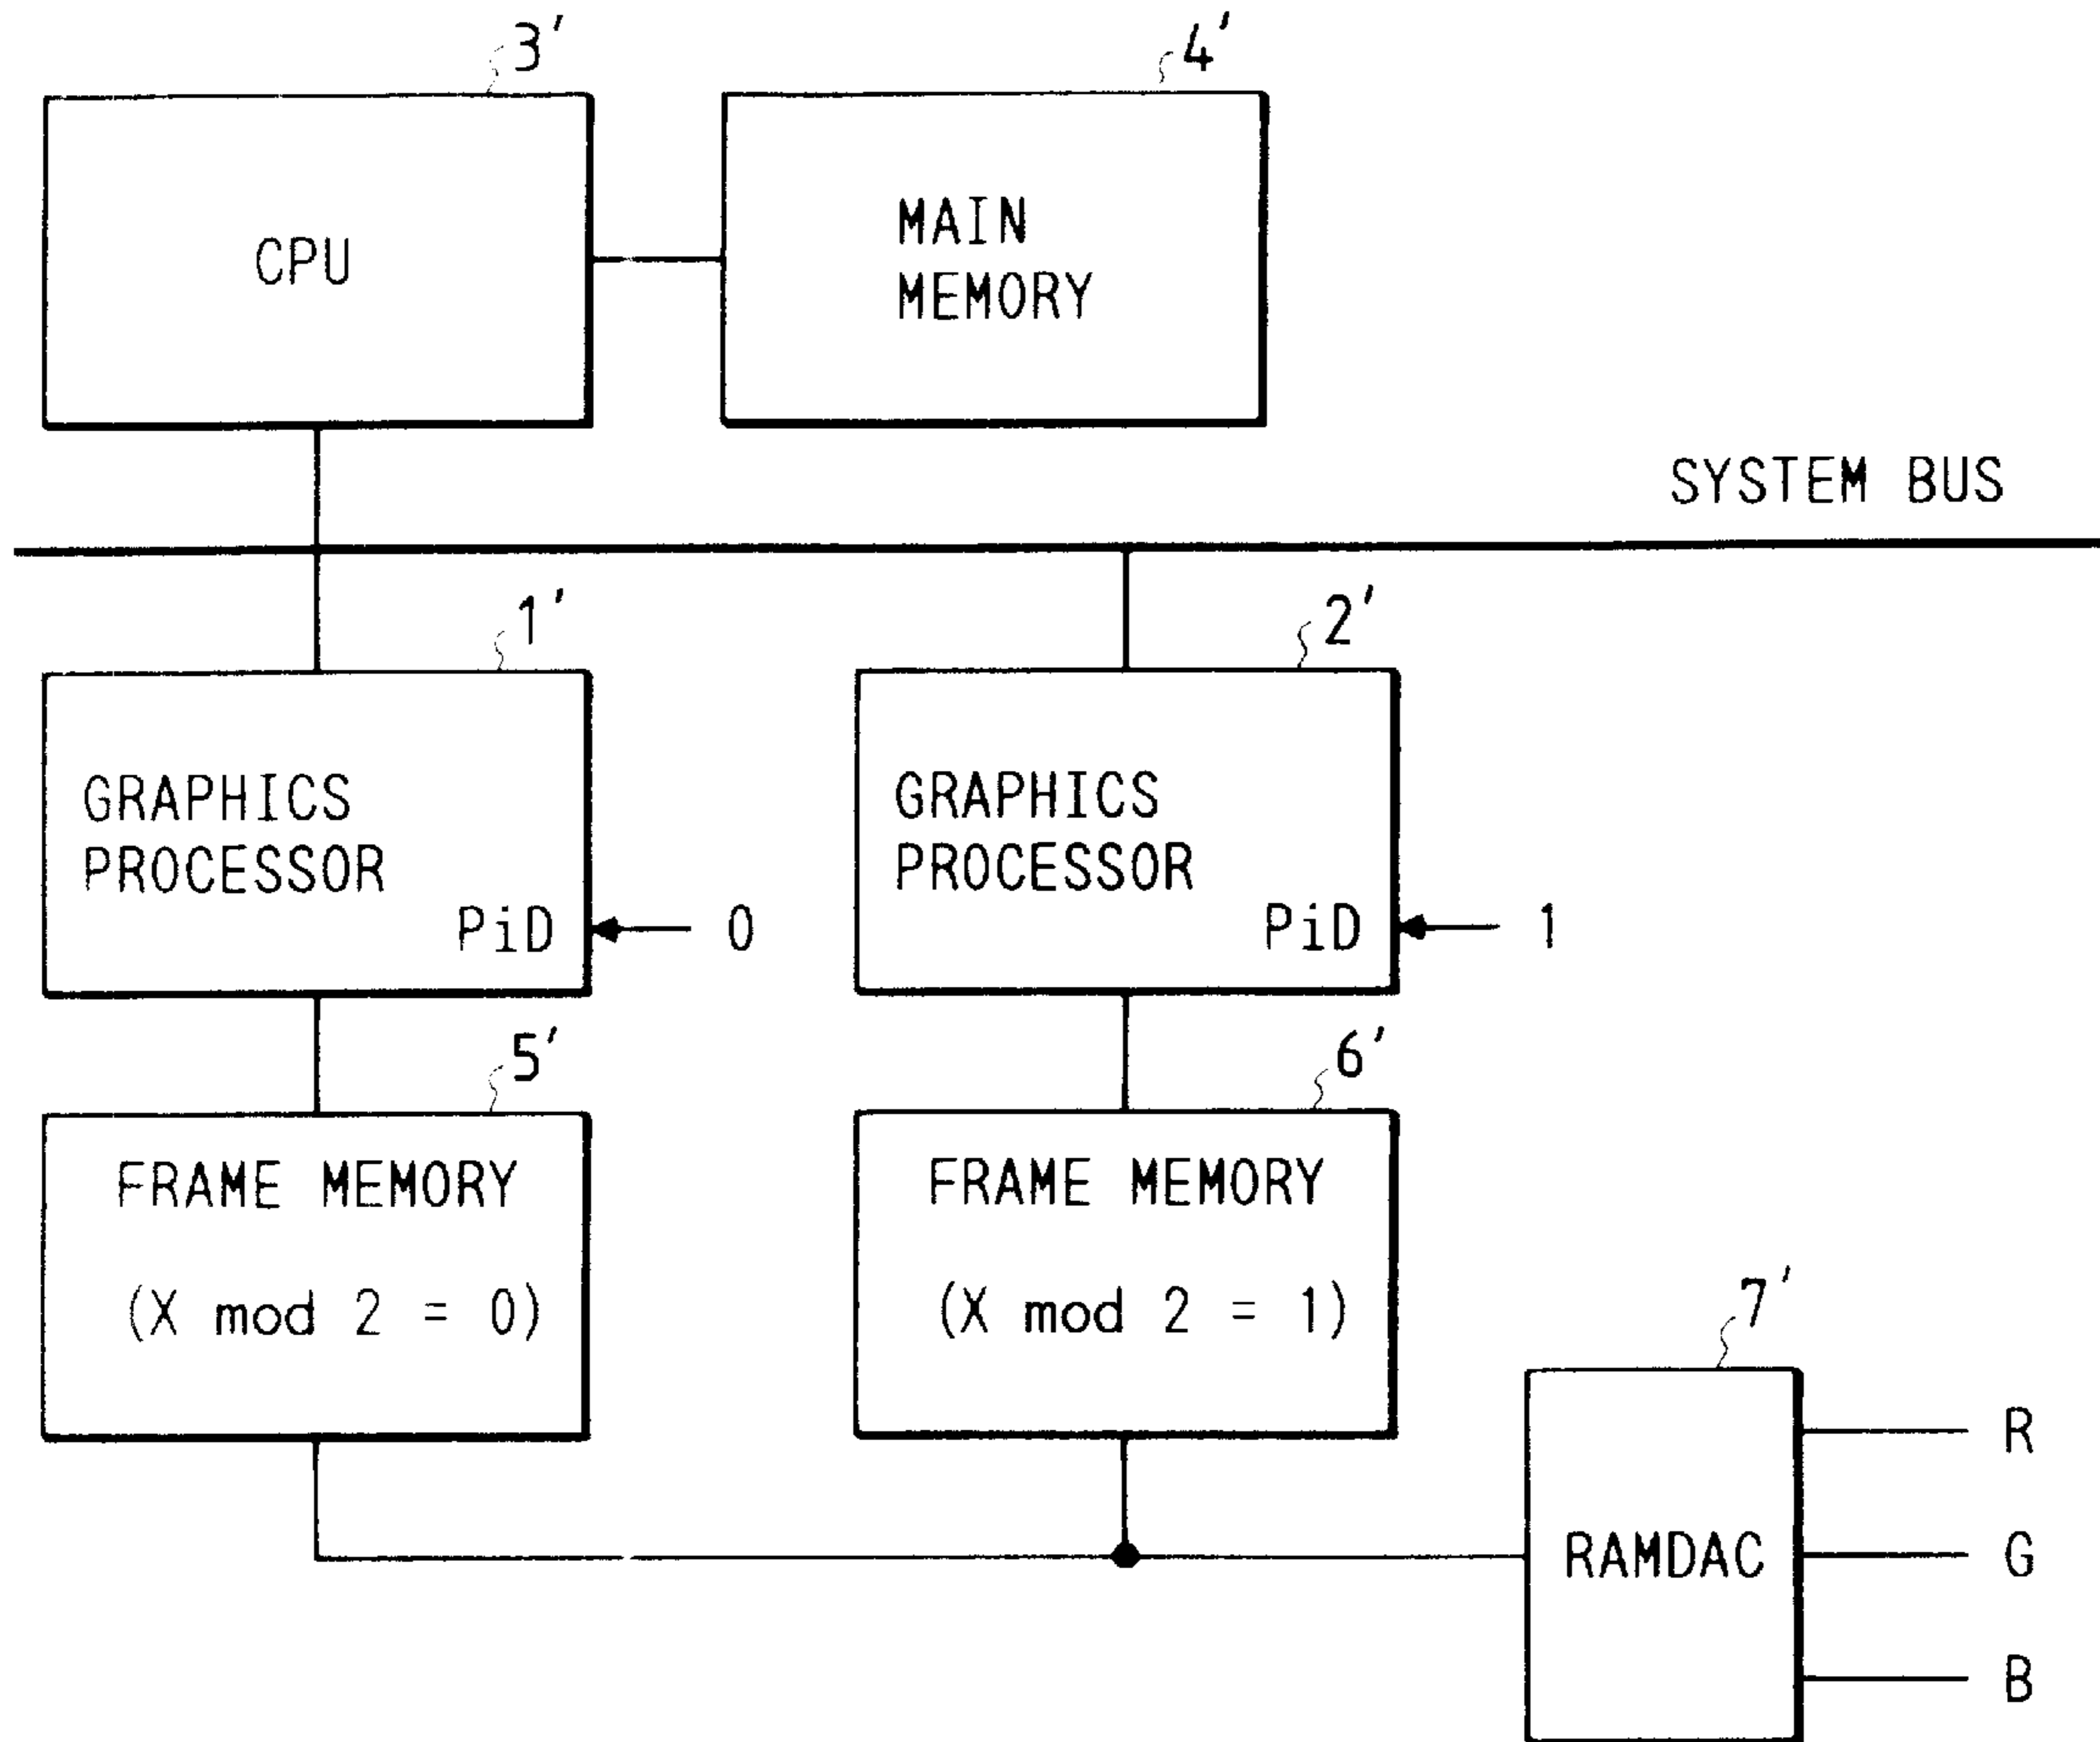 3′
4′
CPU
MAIN
MEMORY
SYSTEM BUS
1′
2′
GRAPHICS
PROCESSOR
PiD
0
GRAPHICS
PROCESSOR
PiD
1
5′
6′
FRAME MEMORY
(X mod 2 = 0)
FRAME MEMORY
(X mod 2 = 1)
7′
RAMDAC
R
G
B